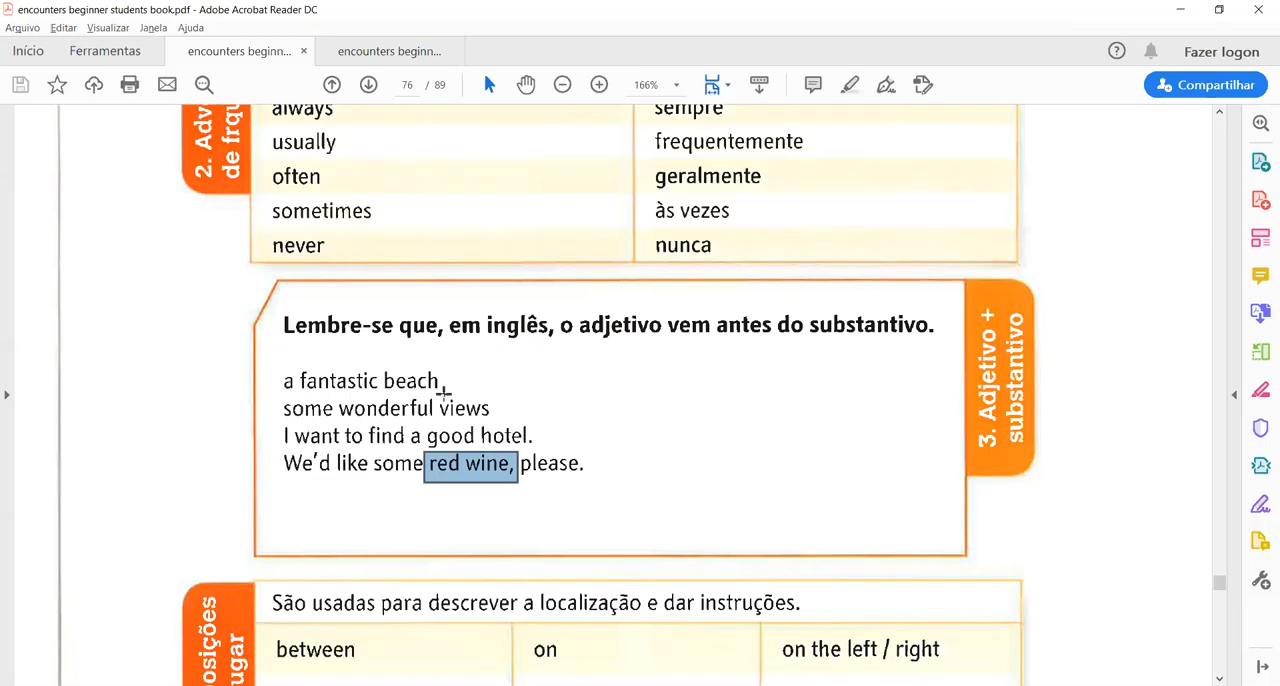 encounters beginner students book.pdf - Adobe Acrobat Reader DC
Arquivo Editar Visualizar Janela Ajuda
Início Ferramentas encounters beginn... × encounters beginn... Fazer logon
76 / 89 166% Compartilhar
2. Adv
de frqu
always sempre
usually frequentemente
often geralmente
sometimes às vezes
never nunca
Lembre-se que, em inglês, o adjetivo vem antes do substantivo.
a fantastic beach
some wonderful views
I want to find a good hotel.
We'd like some red wine, please.
3. Adjetivo +
substantivo
osições
ugar
São usadas para descrever a localização e dar instruções.
between on on the left / right